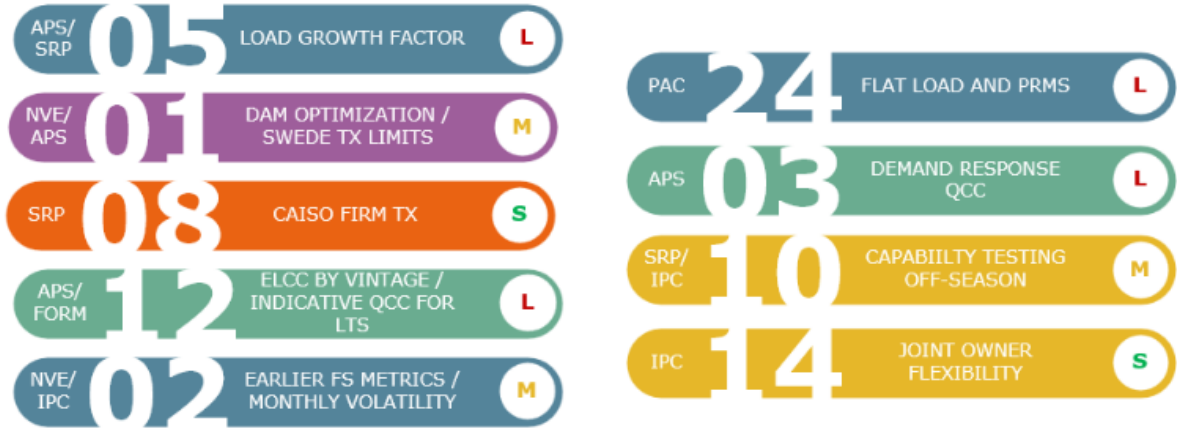 APS/
SRP
05
LOAD GROWTH FACTOR
L
NVE/
APS
01
DAM OPTIMIZATION /
SWEDE TX LIMITS
M
SRP
08
CAISO FIRM TX
S
APS/
FORM
12
ELCC BY VINTAGE /
INDICATIVE QCC FOR
LTS
L
NVE/
IPC
02
EARLIER FS METRICS /
MONTHLY VOLATILITY
M
PAC
24
FLAT LOAD AND PRMS
L
APS
03
DEMAND RESPONSE
QCC
L
SRP/
IPC
10
CAPABIILTY TESTING
OFF-SEASON
M
IPC
14
JOINT OWNER
FLEXIBILITY
S